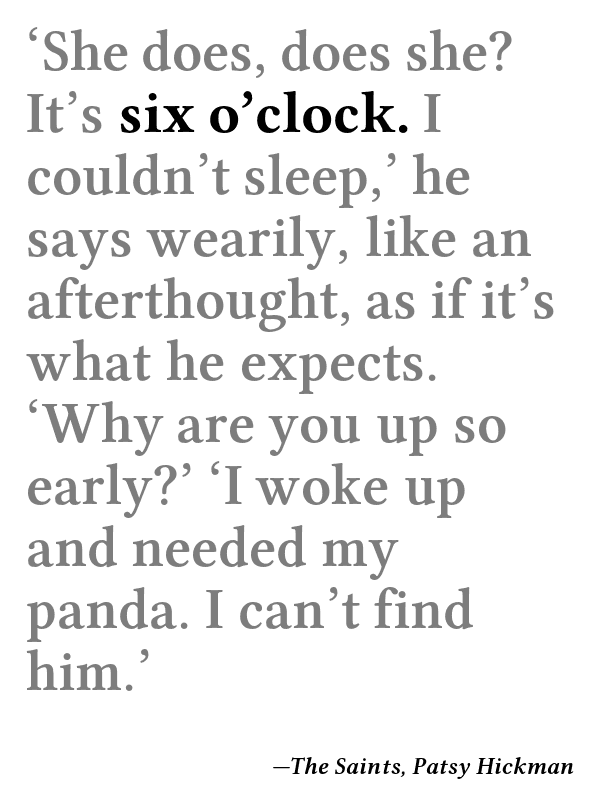 ‘She does, does she?
It’s six o’clock. I
couldn’t sleep,’ he
says wearily, like an
afterthought, as if it’s
what he expects.
‘Why are you up so
early?’ ‘I woke up
and needed my
panda. I can’t find
him.’
—The Saints, Patsy Hickman